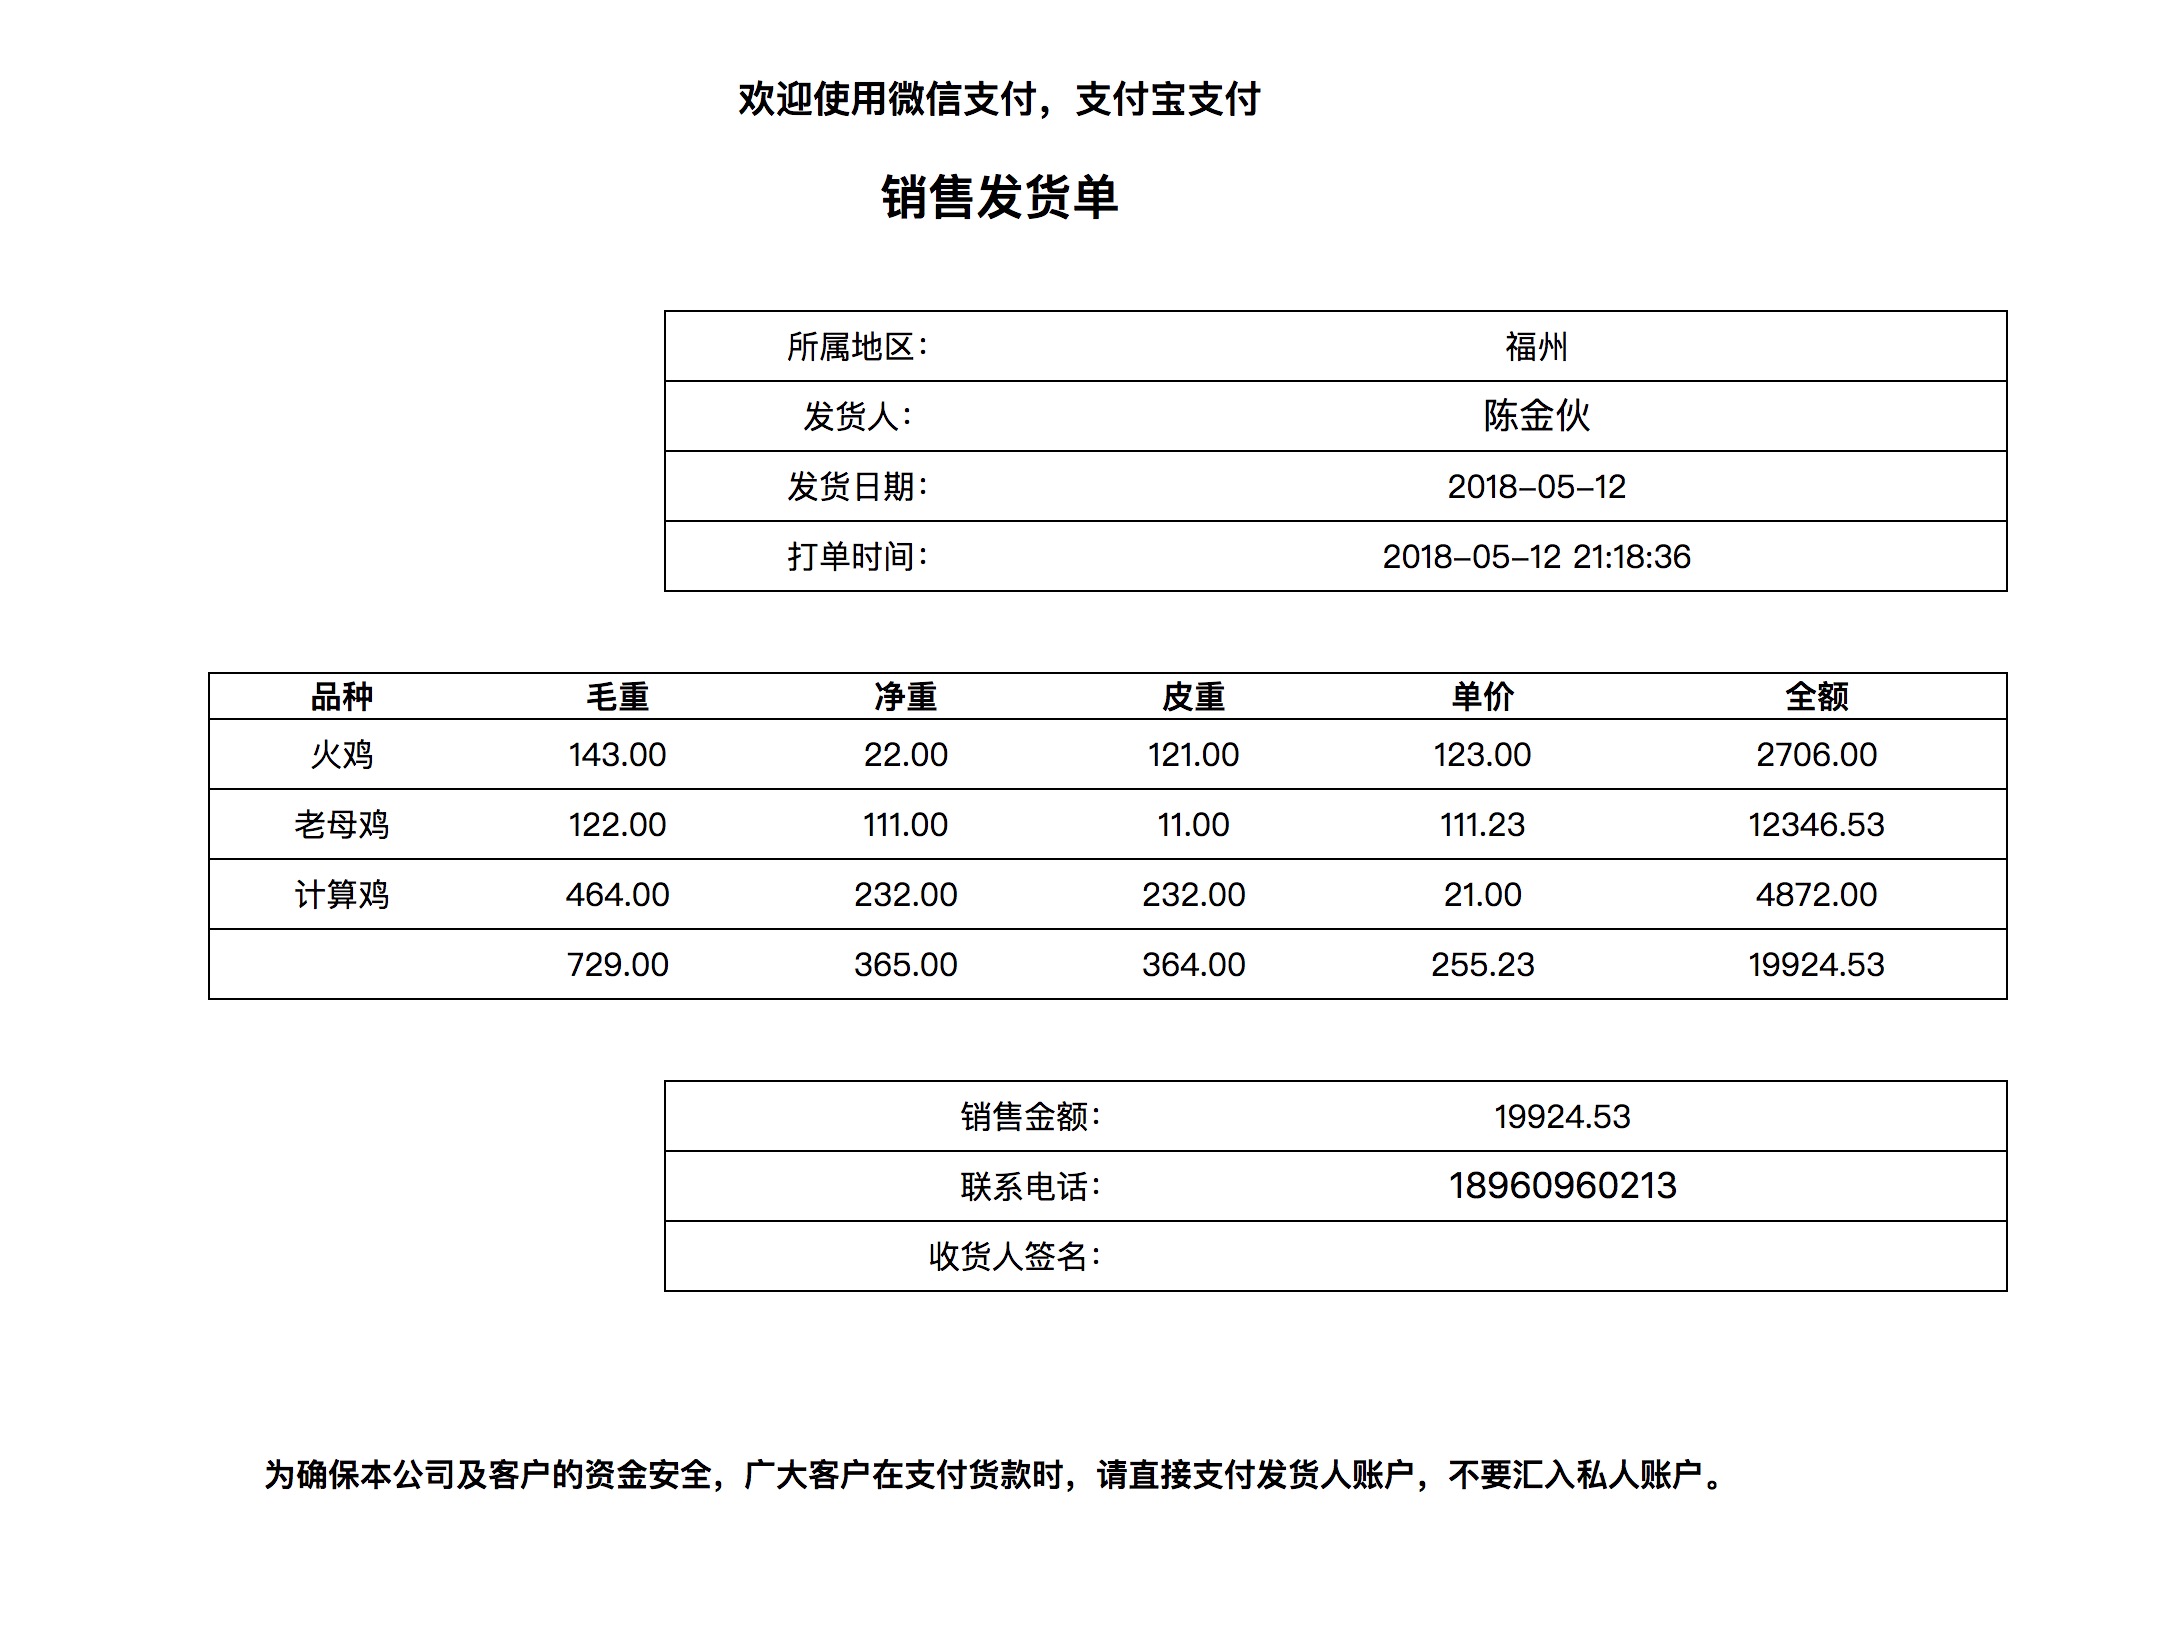 欢迎使用微信支付，支付宝支付
销售发货单
所属地区： 福州
发货人： 陈金伙
发货日期： 2018-05-12
打单时间： 2018-05-12 21:18:36
品种 毛重 净重 皮重 单价 全额
火鸡 143.00 22.00 121.00 123.00 2706.00
老母鸡 122.00 111.00 11.00 111.23 12346.53
计算鸡 464.00 232.00 232.00 21.00 4872.00
729.00 365.00 364.00 255.23 19924.53
销售金额： 19924.53
联系电话： 18960960213
收货人签名：
为确保本公司及客户的资金安全，广大客户在支付货款时，请直接支付发货人账户，不要汇入私人账户。